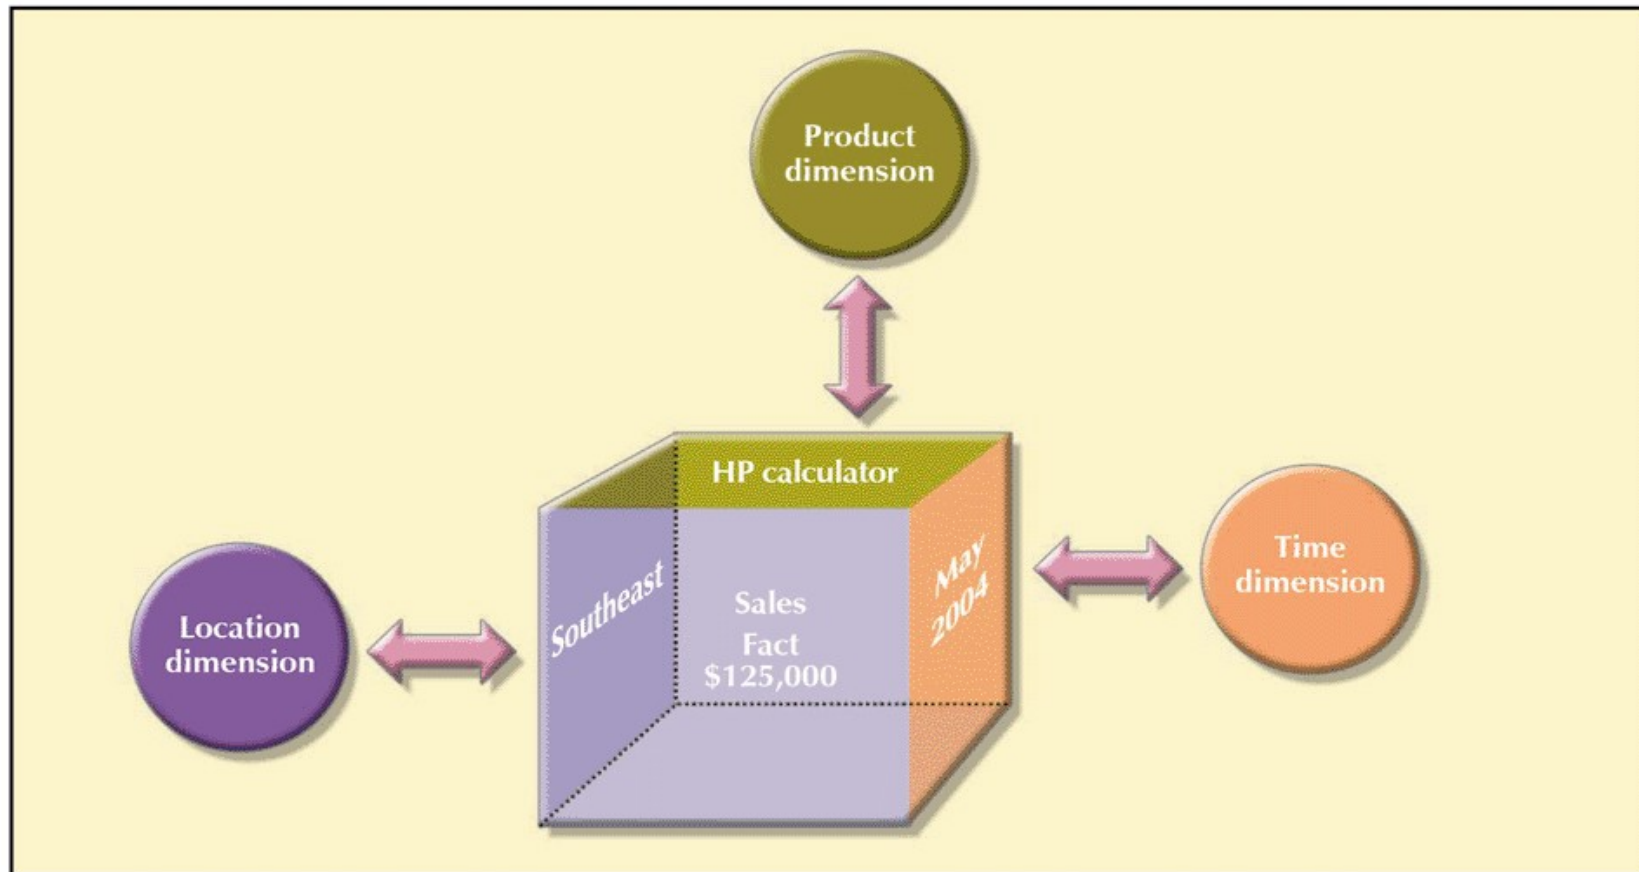 Product
dimension
HP calculator
Location
dimension
Southeast
Sales
Fact
$125,000
May
2004
Time
dimension